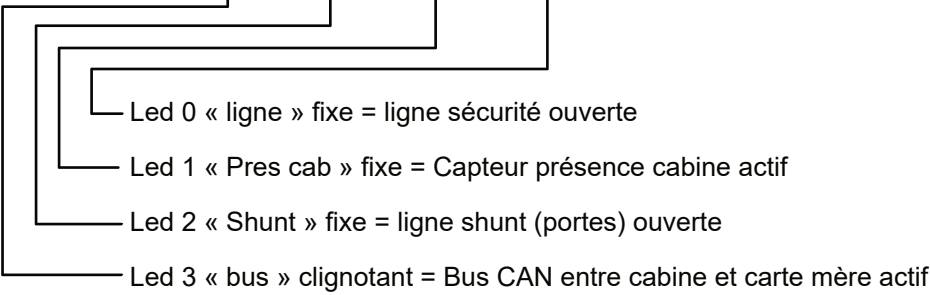 Led 0 « ligne » fixe = ligne sécurité ouverte
Led 1 « Pres cab » fixe = Capteur présence cabine actif
Led 2 « Shunt » fixe = ligne shunt (portes) ouverte
Led 3 « bus » clignotant = Bus CAN entre cabine et carte mère actif